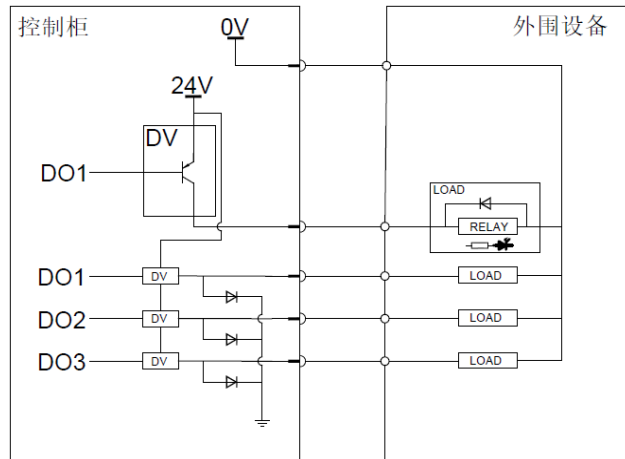 控制柜
0V
外围设备
24V
DV
DO1
LOAD
RELAY
DO1
DV
LOAD
DO2
DV
LOAD
DO3
DV
LOAD